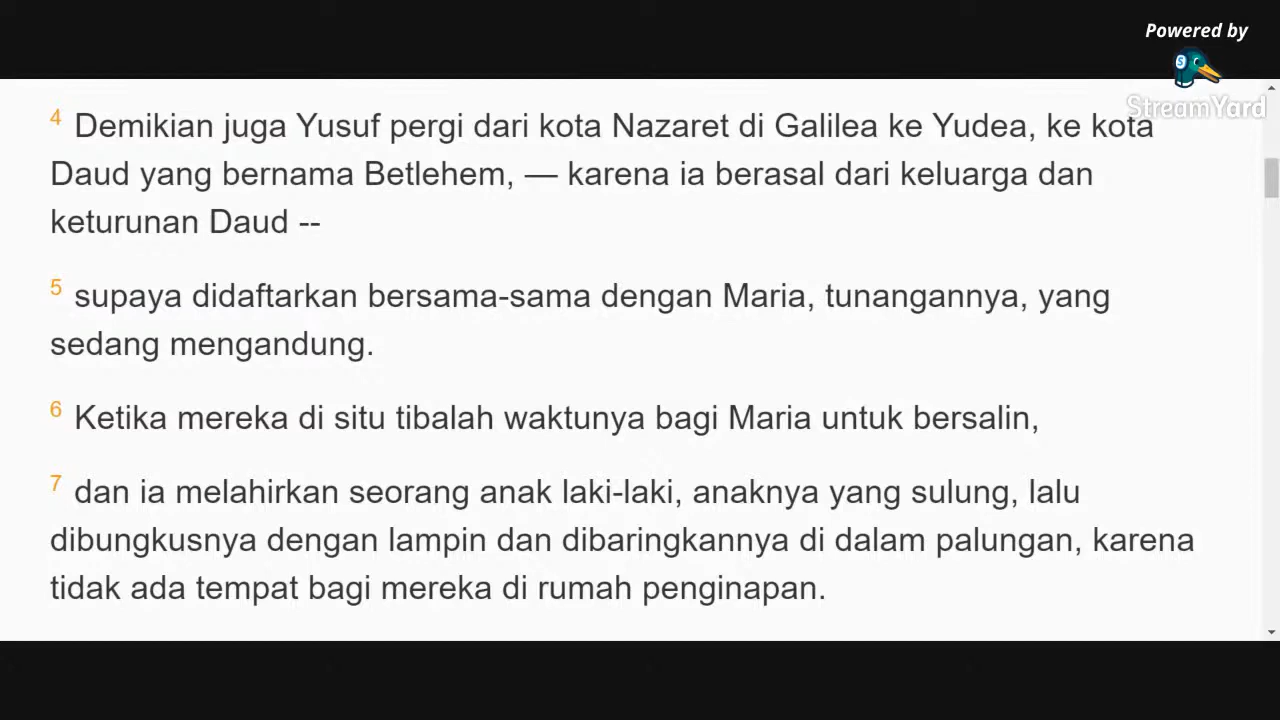 Powered by
StreamYard
4 Demikian juga Yusuf pergi dari kota Nazaret di Galilea ke Yudea, ke kota
Daud yang bernama Betlehem, — karena ia berasal dari keluarga dan
keturunan Daud --
5 supaya didaftarkan bersama-sama dengan Maria, tunangannya, yang
sedang mengandung.
6 Ketika mereka di situ tibalah waktunya bagi Maria untuk bersalin,
7 dan ia melahirkan seorang anak laki-laki, anaknya yang sulung, lalu
dibungkusnya dengan lampin dan dibaringkannya di dalam palungan, karena
tidak ada tempat bagi mereka di rumah penginapan.